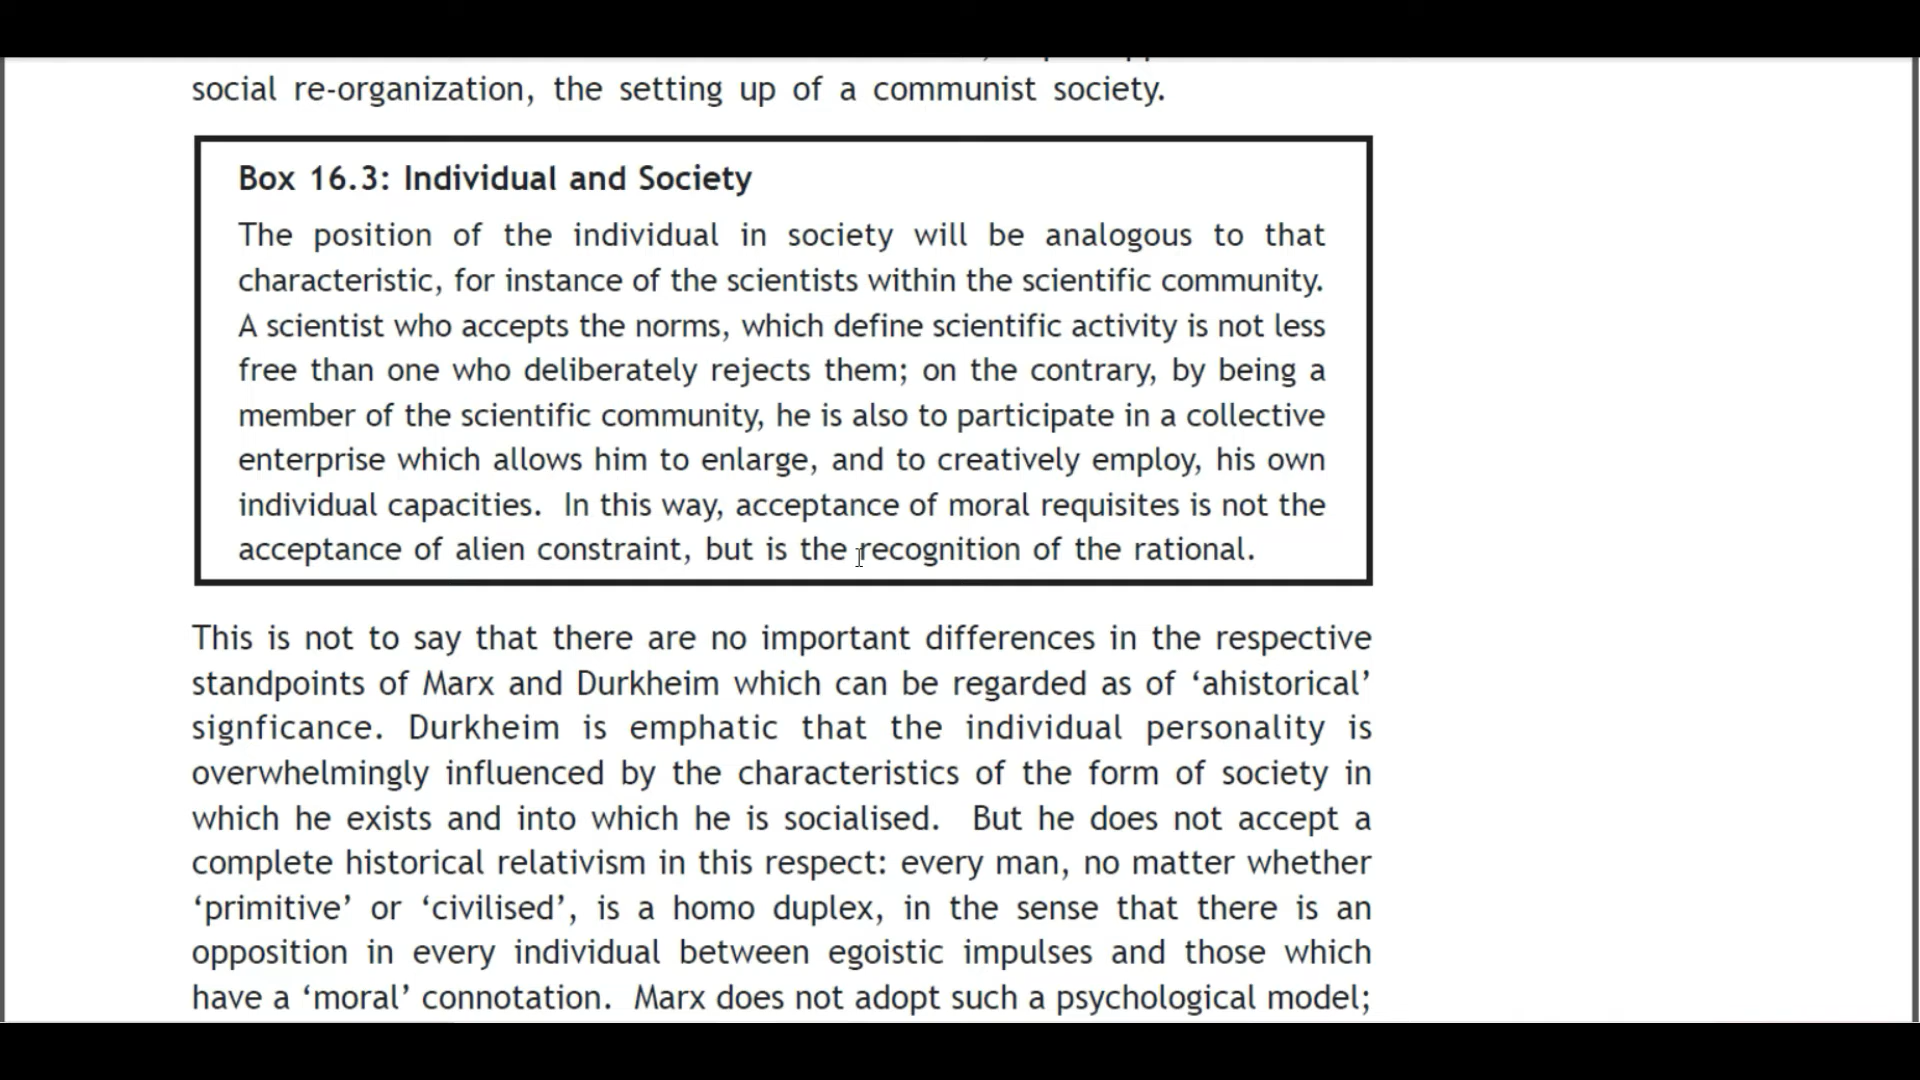 social re-organization, the setting up of a communist society.
Box 16.3: Individual and Society
The position of the individual in society will be analogous to that
characteristic, for instance of the scientists within the scientific community.
A scientist who accepts the norms, which define scientific activity is not less
free than one who deliberately rejects them; on the contrary, by being a
member of the scientific community, he is also to participate in a collective
enterprise which allows him to enlarge, and to creatively employ, his own
individual capacities. In this way, acceptance of moral requisites is not the
acceptance of alien constraint, but is the recognition of the rational.
This is not to say that there are no important differences in the respective
standpoints of Marx and Durkheim which can be regarded as of ‘ahistorical’
signficance. Durkheim is emphatic that the individual personality is
overwhelmingly influenced by the characteristics of the form of society in
which he exists and into which he is socialised. But he does not accept a
complete historical relativism in this respect: every man, no matter whether
‘primitive’ or ‘civilised’, is a homo duplex, in the sense that there is an
opposition in every individual between egoistic impulses and those which
have a ‘moral’ connotation. Marx does not adopt such a psychological model;